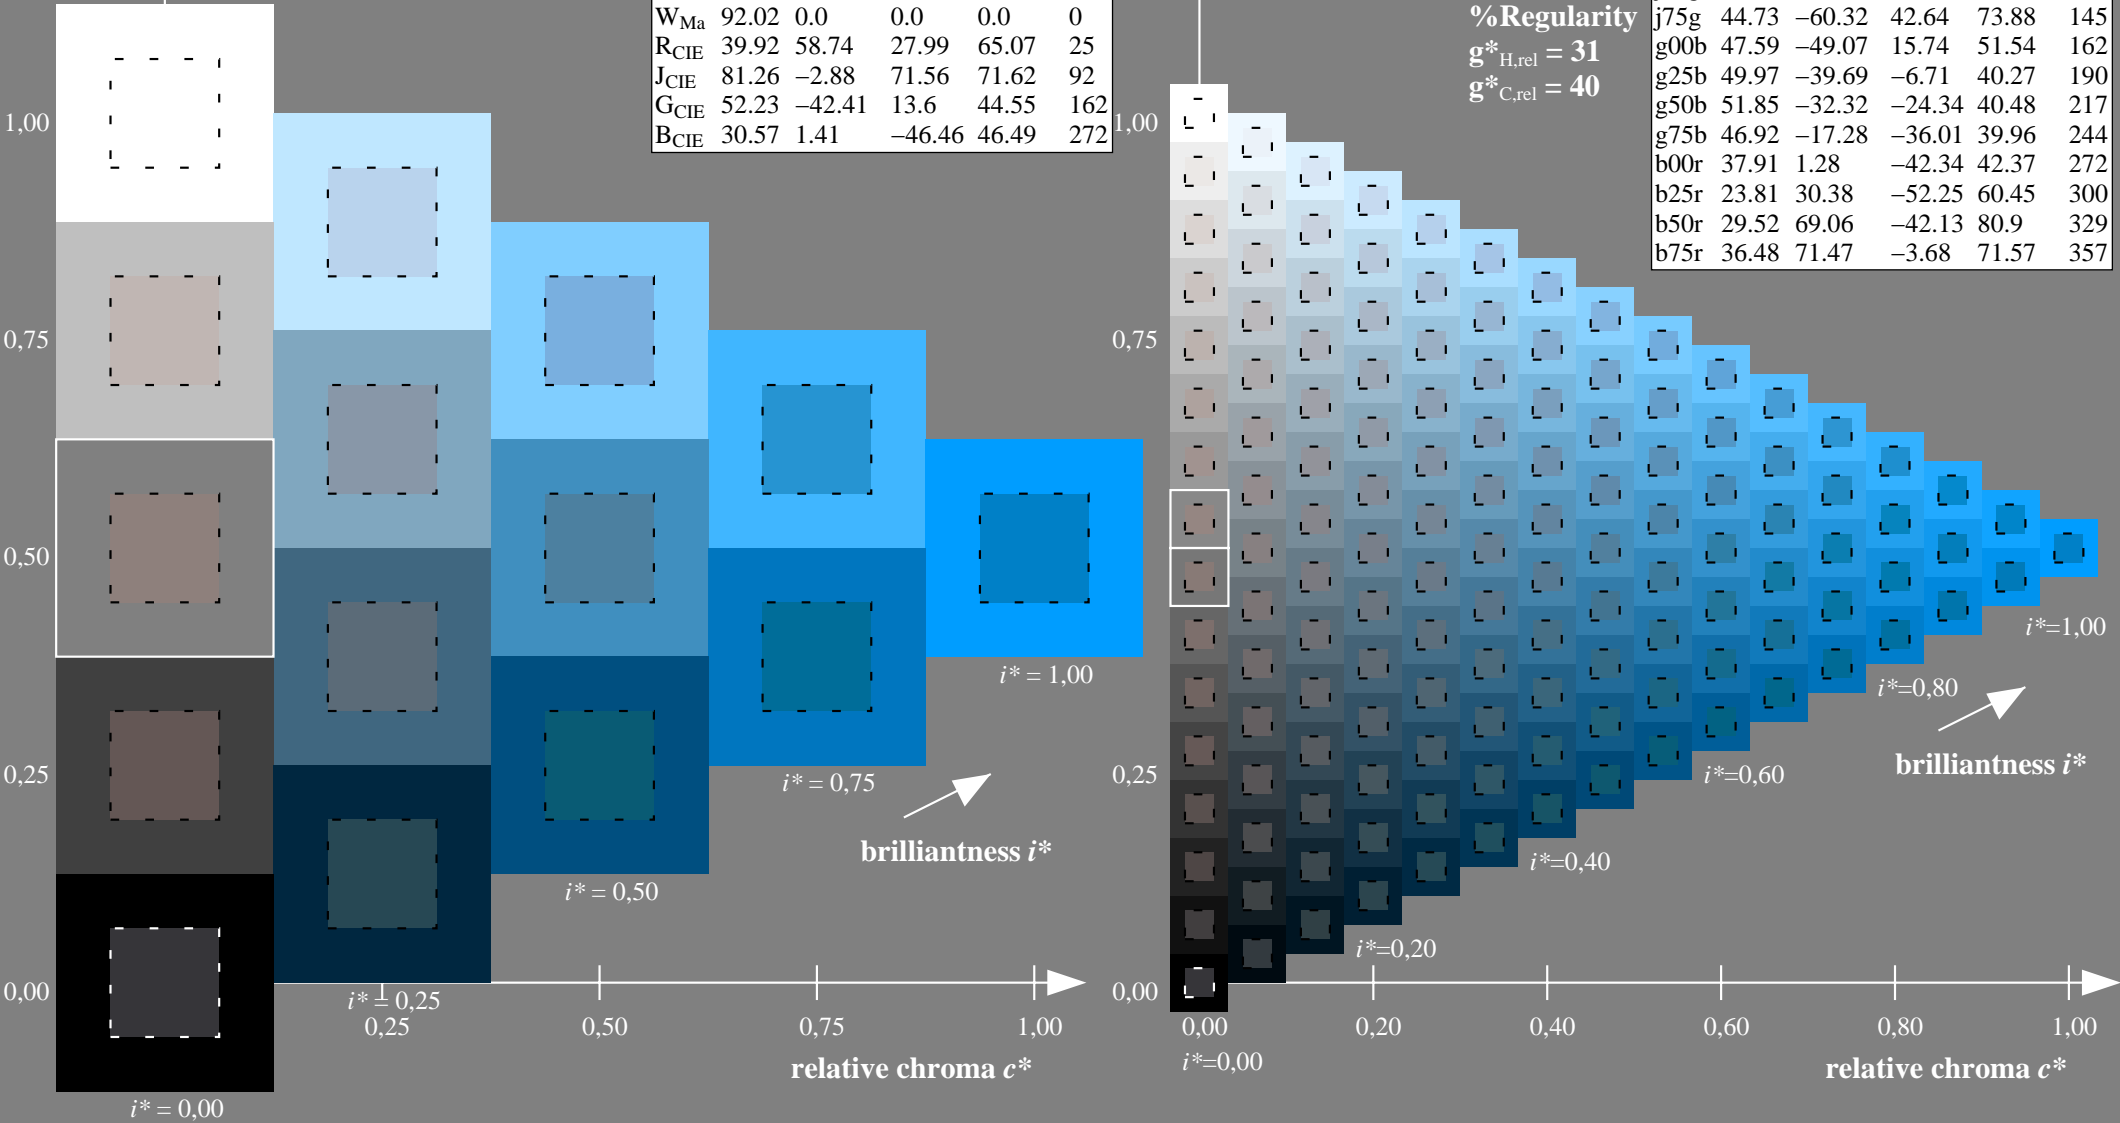 W_Ma 92.02 0.0 0.0 0.0 0
R_CIE 39.92 58.74 27.99 65.07 25
J_CIE 81.26 −2.88 71.56 71.62 92
G_CIE 52.23 −42.41 13.6 44.55 162
B_CIE 30.57 1.41 −46.46 46.49 272
1,00
0,75
0,50
0,25
0,00
i* = 1,00
i* = 0,75
brilliantness i*
i* = 0,50
i* = 0,25
0,25 0,50 0,75 1,00
relative chroma c*
i* = 0,00
%Regularity
g*H,rel = 31
g*C,rel = 40
j75g 44.73 −60.32 42.64 73.88 145
g00b 47.59 −49.07 15.74 51.54 162
g25b 49.97 −39.69 −6.71 40.27 190
g50b 51.85 −32.32 −24.34 40.48 217
g75b 46.92 −17.28 −36.01 39.96 244
b00r 37.91 1.28 −42.34 42.37 272
b25r 23.81 30.38 −52.25 60.45 300
b50r 29.52 69.06 −42.13 80.9 329
b75r 36.48 71.47 −3.68 71.57 357
1,00
0,75
0,25
0,00
i*=1,00
i*=0,80
brilliantness i*
i*=0,60
i*=0,40
i*=0,20
0,00 0,20 0,40 0,60 0,80 1,00
i*=0,00
relative chroma c*